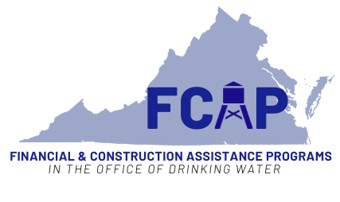 FCAP
FINANCIAL & CONSTRUCTION ASSISTANCE PROGRAMS
IN THE OFFICE OF DRINKING WATER